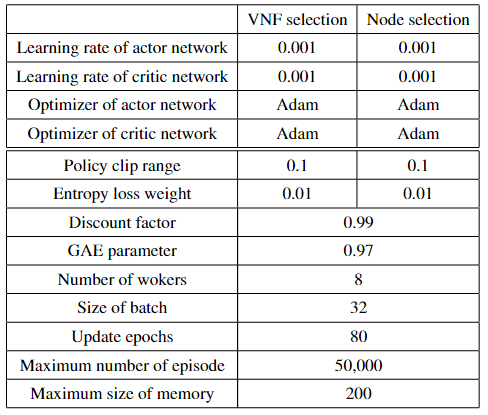 VNF selection Node selection
Learning rate of actor network 0.001 0.001
Learning rate of critic network 0.001 0.001
Optimizer of actor network Adam Adam
Optimizer of critic network Adam Adam
Policy clip range 0.1 0.1
Entropy loss weight 0.01 0.01
Discount factor 0.99
GAE parameter 0.97
Number of wokers 8
Size of batch 32
Update epochs 80
Maximum number of episode 50,000
Maximum size of memory 200